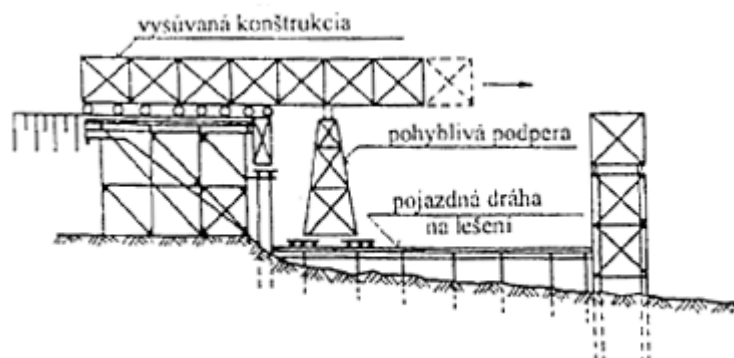 vysúvaná konštrukcia
pohyblivá podpera
pojazdná dráha
na lešení